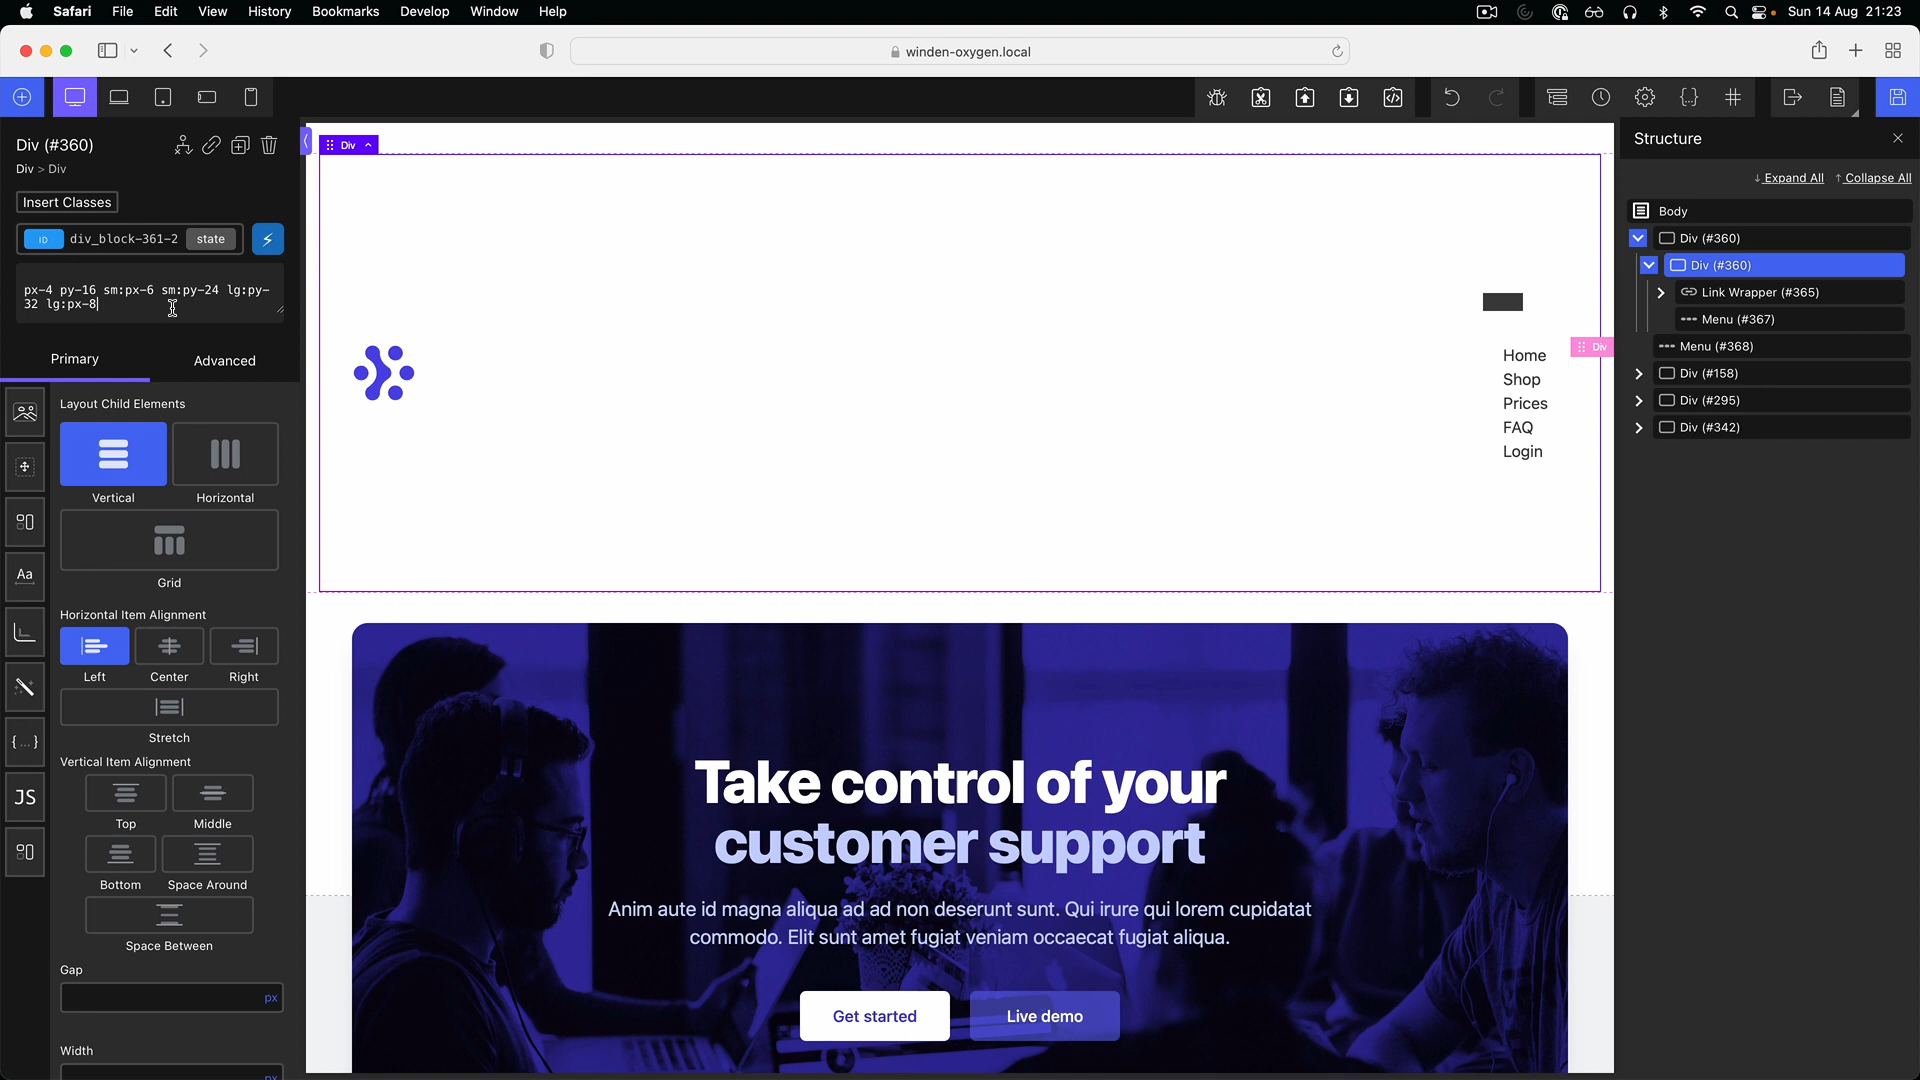 Safari File Edit View History Bookmarks Develop Window Help Sun 14 Aug 21:23
winden-oxygen.local
Div (#360)
Div > Div
Insert Classes
ID div_block-361-2 state
px-4 py-16 sm:px-6 sm:py-24 lg:py-
32 lg:px-8
Primary Advanced
Layout Child Elements
Vertical Horizontal
Grid
Horizontal Item Alignment
Left Center Right
Stretch
Vertical Item Alignment
Top Middle
Bottom Space Around
Space Between
Gap
px
Width
px
Aa
{...}
JS
Div
Div
Home
Shop
Prices
FAQ
Login
Take control of your
customer support
Anim aute id magna aliqua ad ad non deserunt sunt. Qui irure qui lorem cupidatat
commodo. Elit sunt amet fugiat veniam occaecat fugiat aliqua.
Get started Live demo
Structure
↓ Expand All ↑ Collapse All
Body
Div (#360)
Div (#360)
Link Wrapper (#365)
Menu (#367)
Menu (#368)
Div (#158)
Div (#295)
Div (#342)